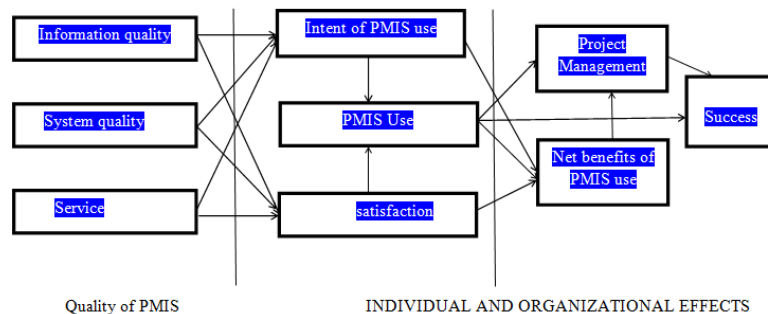 Information quality
System quality
Service
Intent of PMIS use
PMIS Use
satisfaction
Project
Management
Net benefits of
PMIS use
Success
Quality of PMIS
INDIVIDUAL AND ORGANIZATIONAL EFFECTS